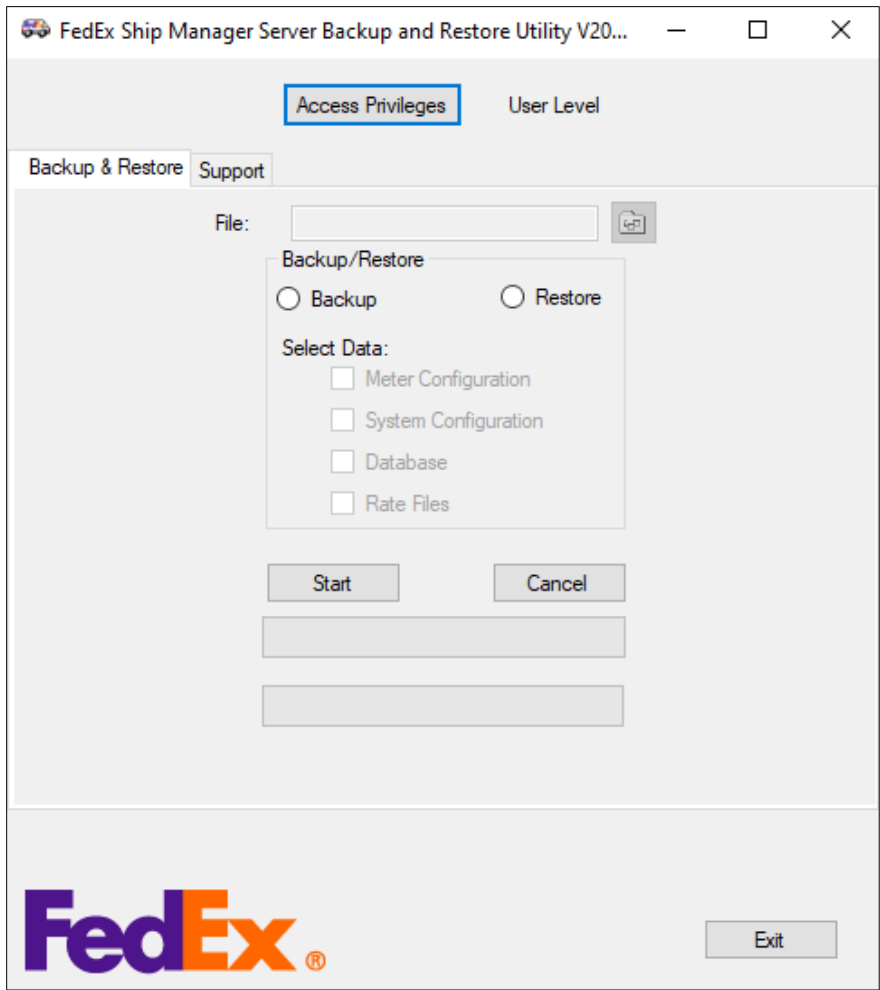 FedEx Ship Manager Server Backup and Restore Utility V20...
Access Privileges User Level
Backup & Restore Support
File:
Backup/Restore
Backup Restore
Select Data:
Meter Configuration
System Configuration
Database
Rate Files
Start Cancel
FedEx®
Exit